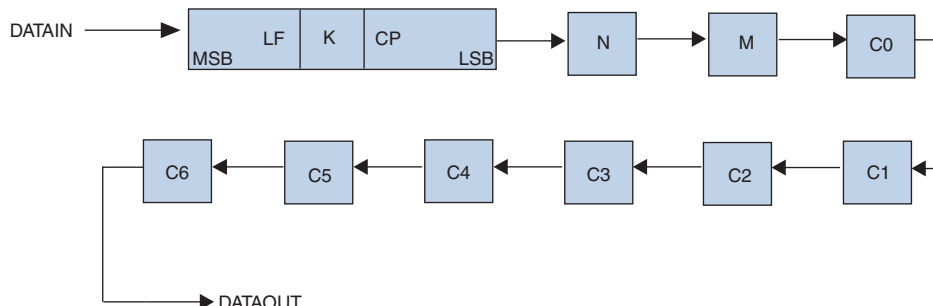 DATAIN
MSB LF K CP LSB N M C0
C6 C5 C4 C3 C2 C1
DATAOUT